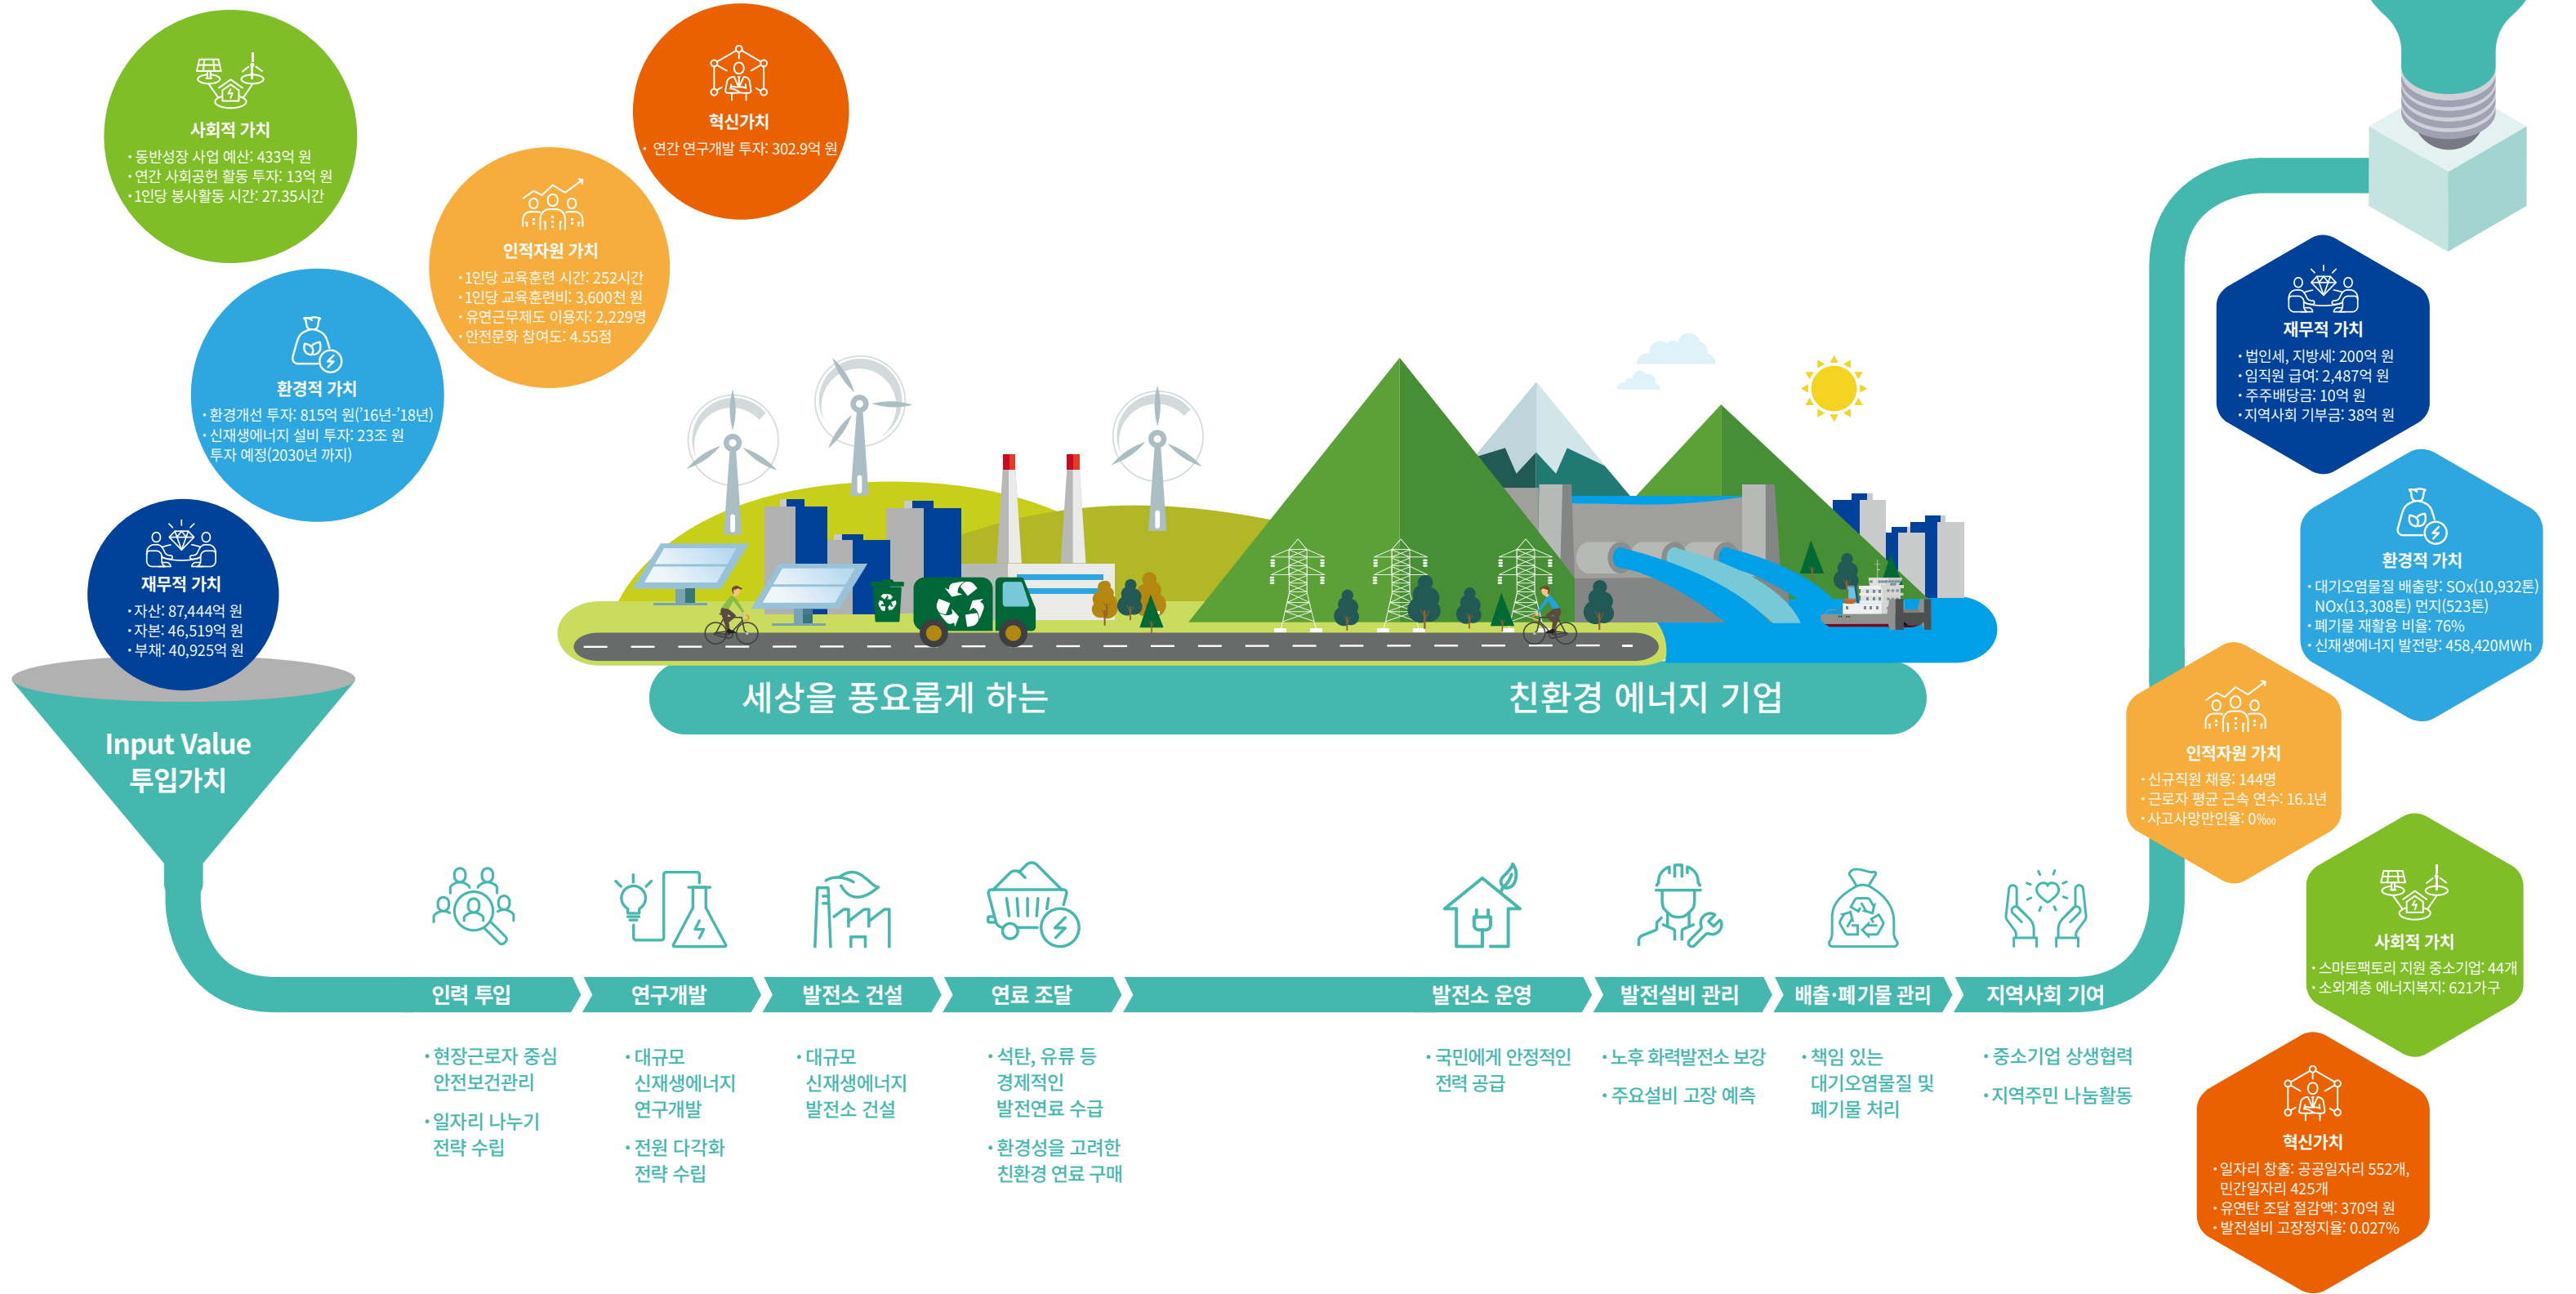 사회적 가치
• 동반성장 사업 예산: 433억 원
• 연간 사회공헌 활동 투자: 13억 원
• 1인당 봉사활동 시간: 27.35시간
혁신가치
• 연간 연구개발 투자: 302.9억 원
인적자원 가치
• 1인당 교육훈련 시간: 252시간
• 1인당 교육훈련비: 3,600천 원
• 유연근무제도 이용자: 2,229명
• 안전문화 참여도: 4.55점
환경적 가치
• 환경개선 투자: 815억 원('16년-'18년)
• 신재생에너지 설비 투자: 23조 원
투자 예정(2030년 까지)
재무적 가치
• 자산: 87,444억 원
• 자본: 46,519억 원
• 부채: 40,925억 원
Input Value
투입가치
세상을 풍요롭게 하는
친환경 에너지 기업
인력 투입
• 현장근로자 중심
안전보건관리
• 일자리 나누기
전략 수립
연구개발
• 대규모
신재생에너지
연구개발
• 전원 다각화
전략 수립
발전소 건설
• 대규모
신재생에너지
발전소 건설
연료 조달
• 석탄, 유류 등
경제적인
발전연료 수급
• 환경성을 고려한
친환경 연료 구매
발전소 운영
• 국민에게 안정적인
전력 공급
발전설비 관리
• 노후 화력발전소 보강
• 주요설비 고장 예측
배출·폐기물 관리
• 책임 있는
대기오염물질 및
폐기물 처리
지역사회 기여
• 중소기업 상생협력
• 지역주민 나눔활동
재무적 가치
• 법인세, 지방세: 200억 원
• 임직원 급여: 2,487억 원
• 주주배당금: 10억 원
• 지역사회 기부금: 38억 원
환경적 가치
• 대기오염물질 배출량: SOx(10,932톤)
NOx(13,308톤) 먼지(523톤)
• 폐기물 재활용 비율: 76%
• 신재생에너지 발전량: 458,420MWh
인적자원 가치
• 신규직원 채용: 144명
• 근로자 평균 근속 연수: 16.1년
• 사고사망만인율: 0‱
사회적 가치
• 스마트팩토리 지원 중소기업: 44개
• 소외계층 에너지복지: 621가구
혁신가치
• 일자리 창출: 공공일자리 552개,
민간일자리 425개
• 유연탄 조달 절감액: 370억 원
• 발전설비 고장정지율: 0.027%